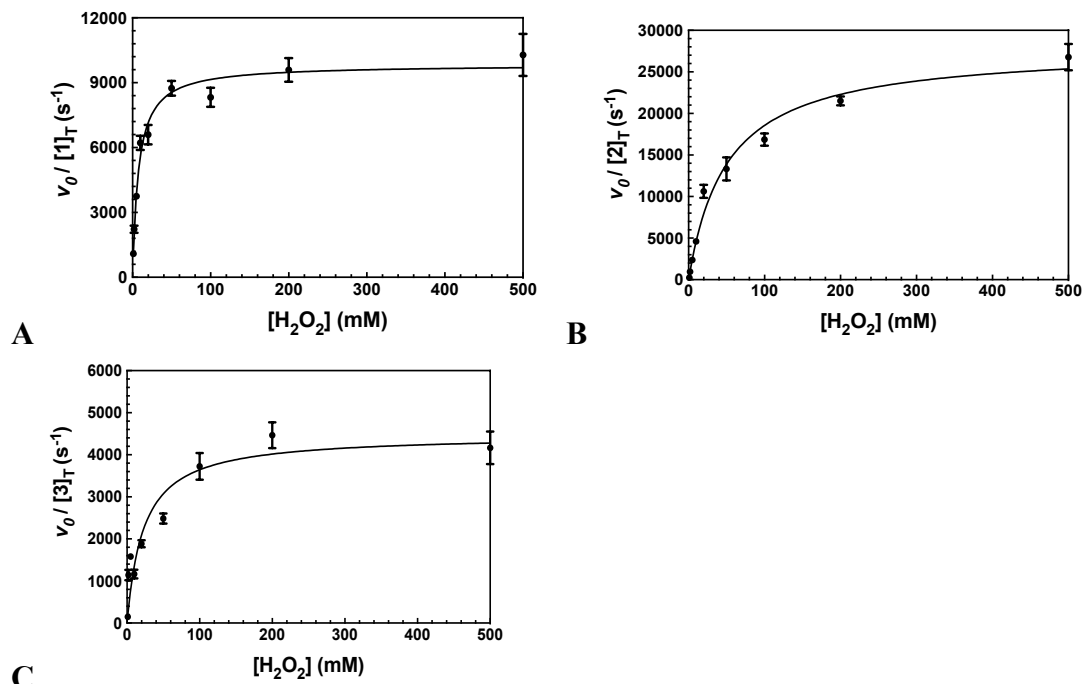 12000
9000
6000
3000
0
v₀ / [1]T (s⁻¹)
0 100 200 300 400 500
[H₂O₂] (mM)
A
30000
25000
20000
15000
10000
5000
0
v₀ / [2]T (s⁻¹)
0 100 200 300 400 500
[H₂O₂] (mM)
B
6000
5000
4000
3000
2000
1000
0
v₀ / [3]T (s⁻¹)
0 100 200 300 400 500
[H₂O₂] (mM)
C